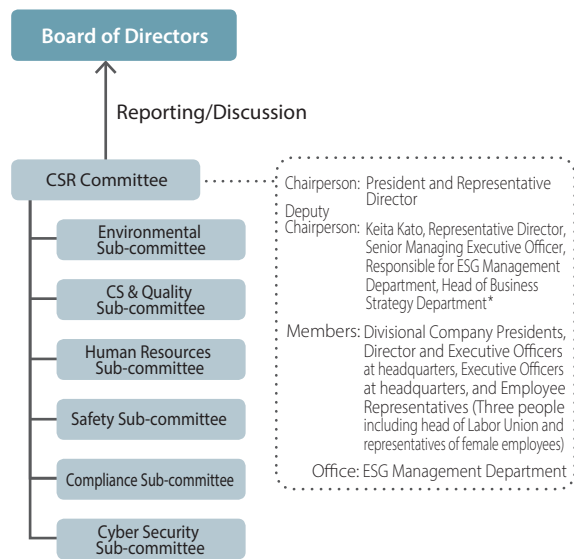 Board of Directors
Reporting/Discussion
CSR Committee
Environmental
Sub-committee
CS & Quality
Sub-committee
Human Resources
Sub-committee
Safety Sub-committee
Compliance Sub-committee
Cyber Security
Sub-committee
Chairperson: President and Representative
Director
Deputy
Chairperson: Keita Kato, Representative Director,
Senior Managing Executive Officer,
Responsible for ESG Management
Department, Head of Business
Strategy Department*
Members: Divisional Company Presidents,
Director and Executive Officers
at headquarters, Executive Officers
at headquarters, and Employee
Representatives (Three people
including head of Labor Union and
representatives of female employees)
Office: ESG Management Department